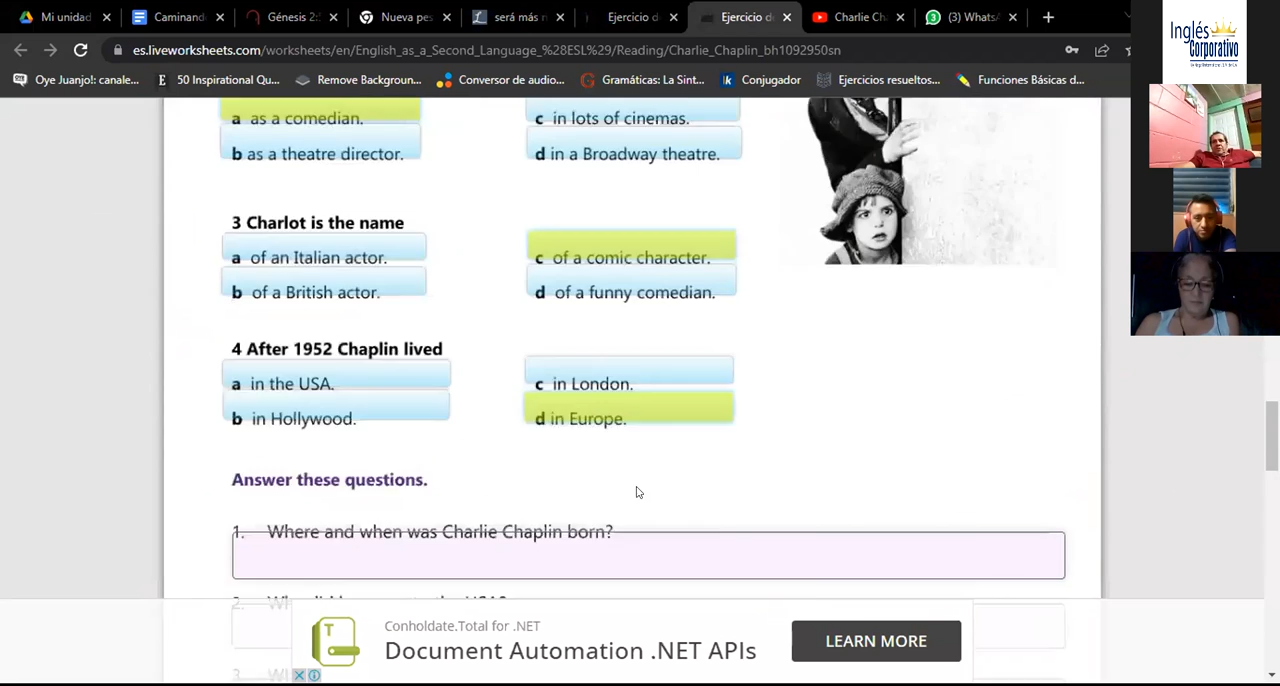 Mi unidad
Caminand
Génesis 2:
Nueva pes
será más n
Ejercicio de
Ejercicio de
Charlie Ch
(3) Whats
es.liveworksheets.com/worksheets/en/English_as_a_Second_Language_%28ESL%29/Reading/Charlie_Chaplin_bh1092950sn
Oye Juanjo!: canale...
50 Inspirational Qu...
Remove Backgroun...
Conversor de audio...
Gramáticas: La Sint...
Conjugador
Ejercicios resueltos...
Funciones Básicas d...
Inglés
Corporativo
a as a comedian.
c in lots of cinemas.
b as a theatre director.
d in a Broadway theatre.
3 Charlot is the name
a of an Italian actor.
c of a comic character.
b of a British actor.
d of a funny comedian.
4 After 1952 Chaplin lived
a in the USA.
c in London.
b in Hollywood.
d in Europe.
Answer these questions.
1. Where and when was Charlie Chaplin born?
2.
3.
Conholdate.Total for .NET
Document Automation .NET APIs
LEARN MORE